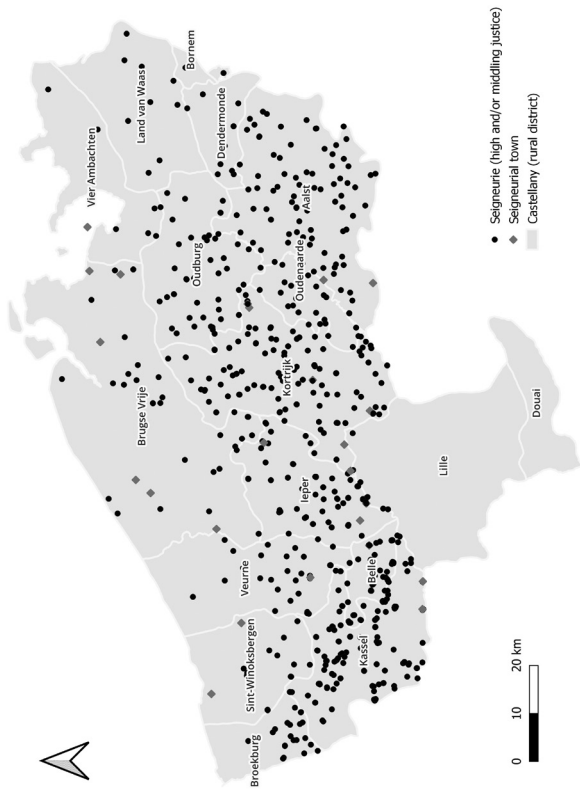 Bornem
Land van Waas
Vier Ambachten
Dendermonde
Aalst
Oudburg
Oudenaarde
Kortrijk
Brugse Vrije
Ieper
Lille
Douai
Veurne
Belle
Sint-Winoksbergen
Kassel
Broekburg
Seigneurie (high and/or middling justice)
Seigneurial town
Castellany (rural district)
0 10 20 km